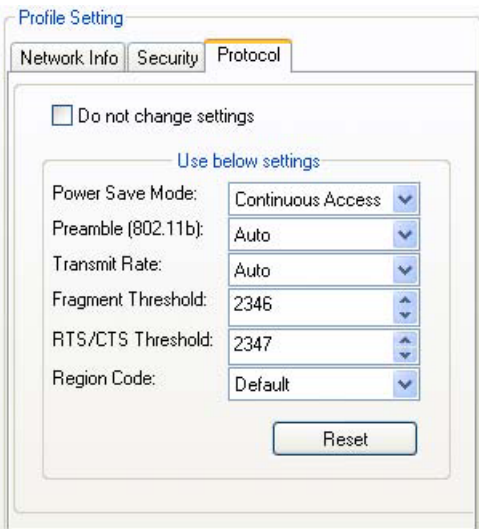 Profile Setting
Network Info Security Protocol
Do not change settings
Use below settings
Power Save Mode: Continuous Access
Preamble (802.11b): Auto
Transmit Rate: Auto
Fragment Threshold: 2346
RTS/CTS Threshold: 2347
Region Code: Default
Reset